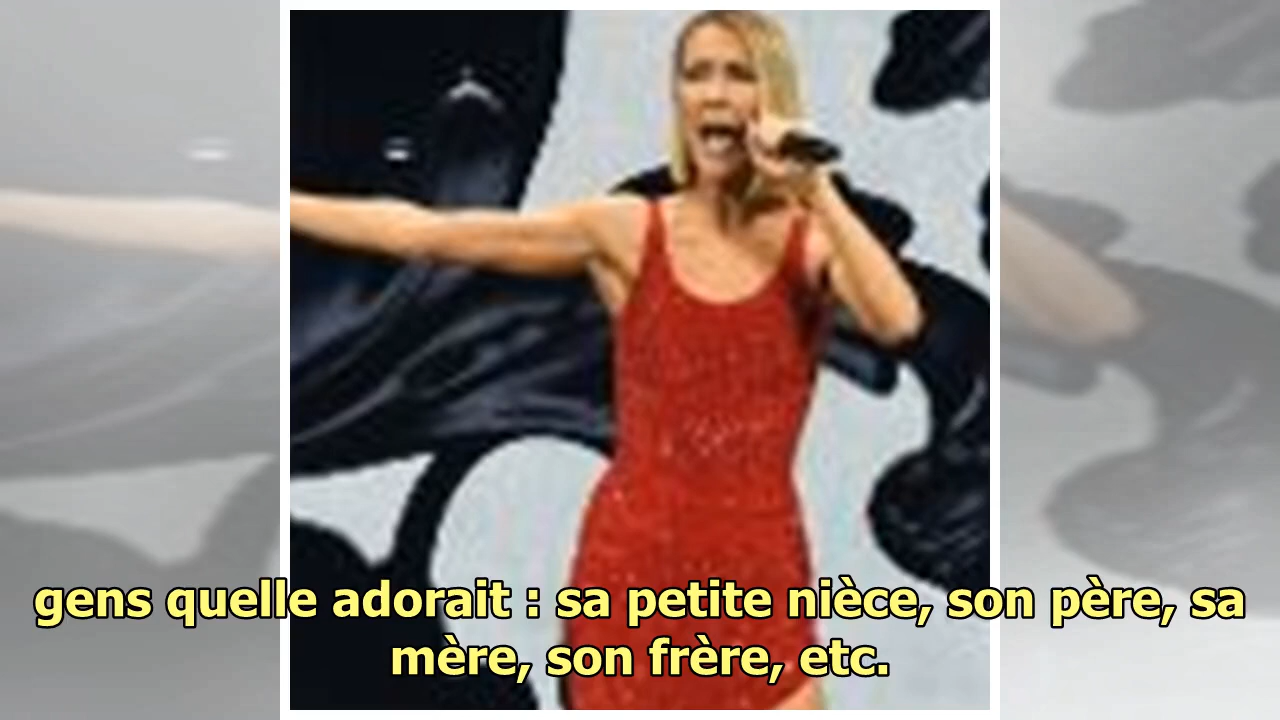 gens quelle adorait : sa petite nièce, son père, sa
mère, son frère, etc.